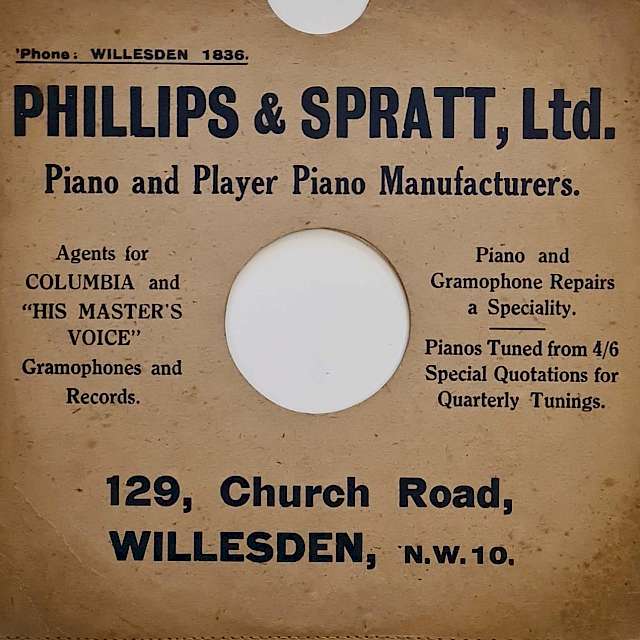 'Phone: WILLESDEN 1836.
PHILLIPS & SPRATT, Ltd.
Piano and Player Piano Manufacturers.
Agents for
COLUMBIA and
“HIS MASTER'S
VOICE”
Gramophones and
Records.
Piano and
Gramophone Repairs
a Speciality.
Pianos Tuned from 4/6
Special Quotations for
Quarterly Tunings.
129, Church Road,
WILLESDEN, N.W.10.